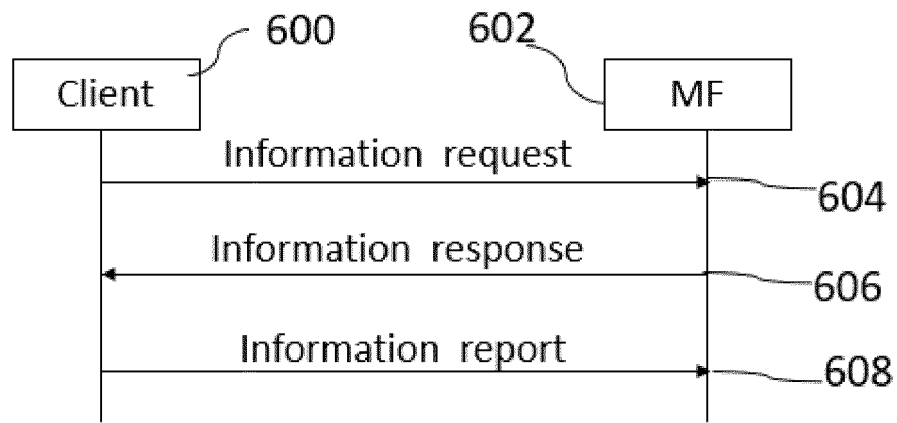 600
602
Client
MF
Information request
604
Information response
606
Information report
608